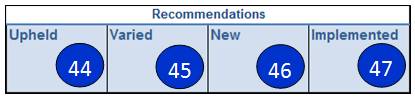 Recommendations
Upheld Varied New Implemented
44 45 46 47